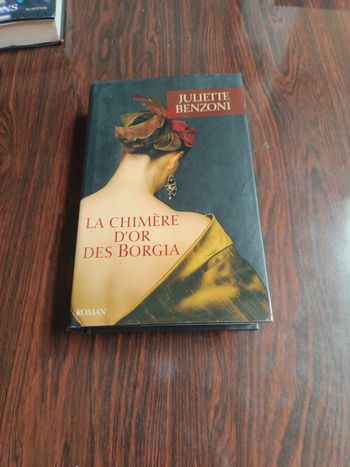 JULIETTE
BENZONI
LA CHIMÈRE
D'OR
DES BORGIA
ROMAN